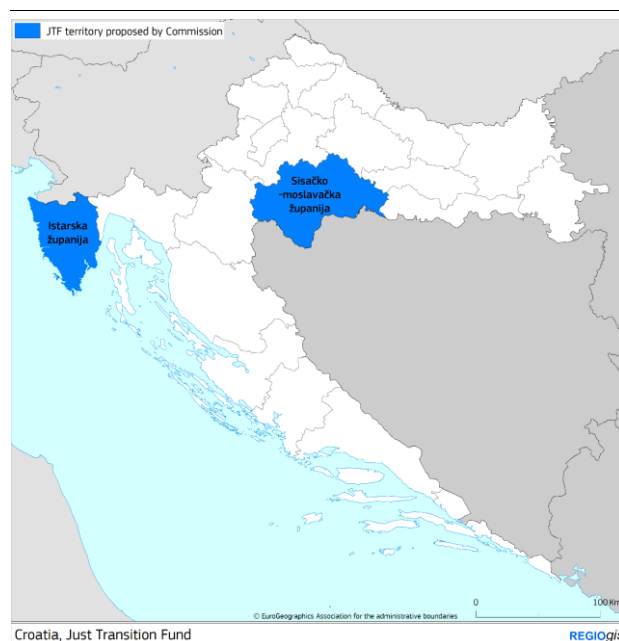 JTF territory proposed by Commission
Sisačko
-moslavačka
županija
Istarska
županija
0 100 Km
© EuroGeographics Association for the administrative boundaries
Croatia, Just Transition Fund
REGIOgis